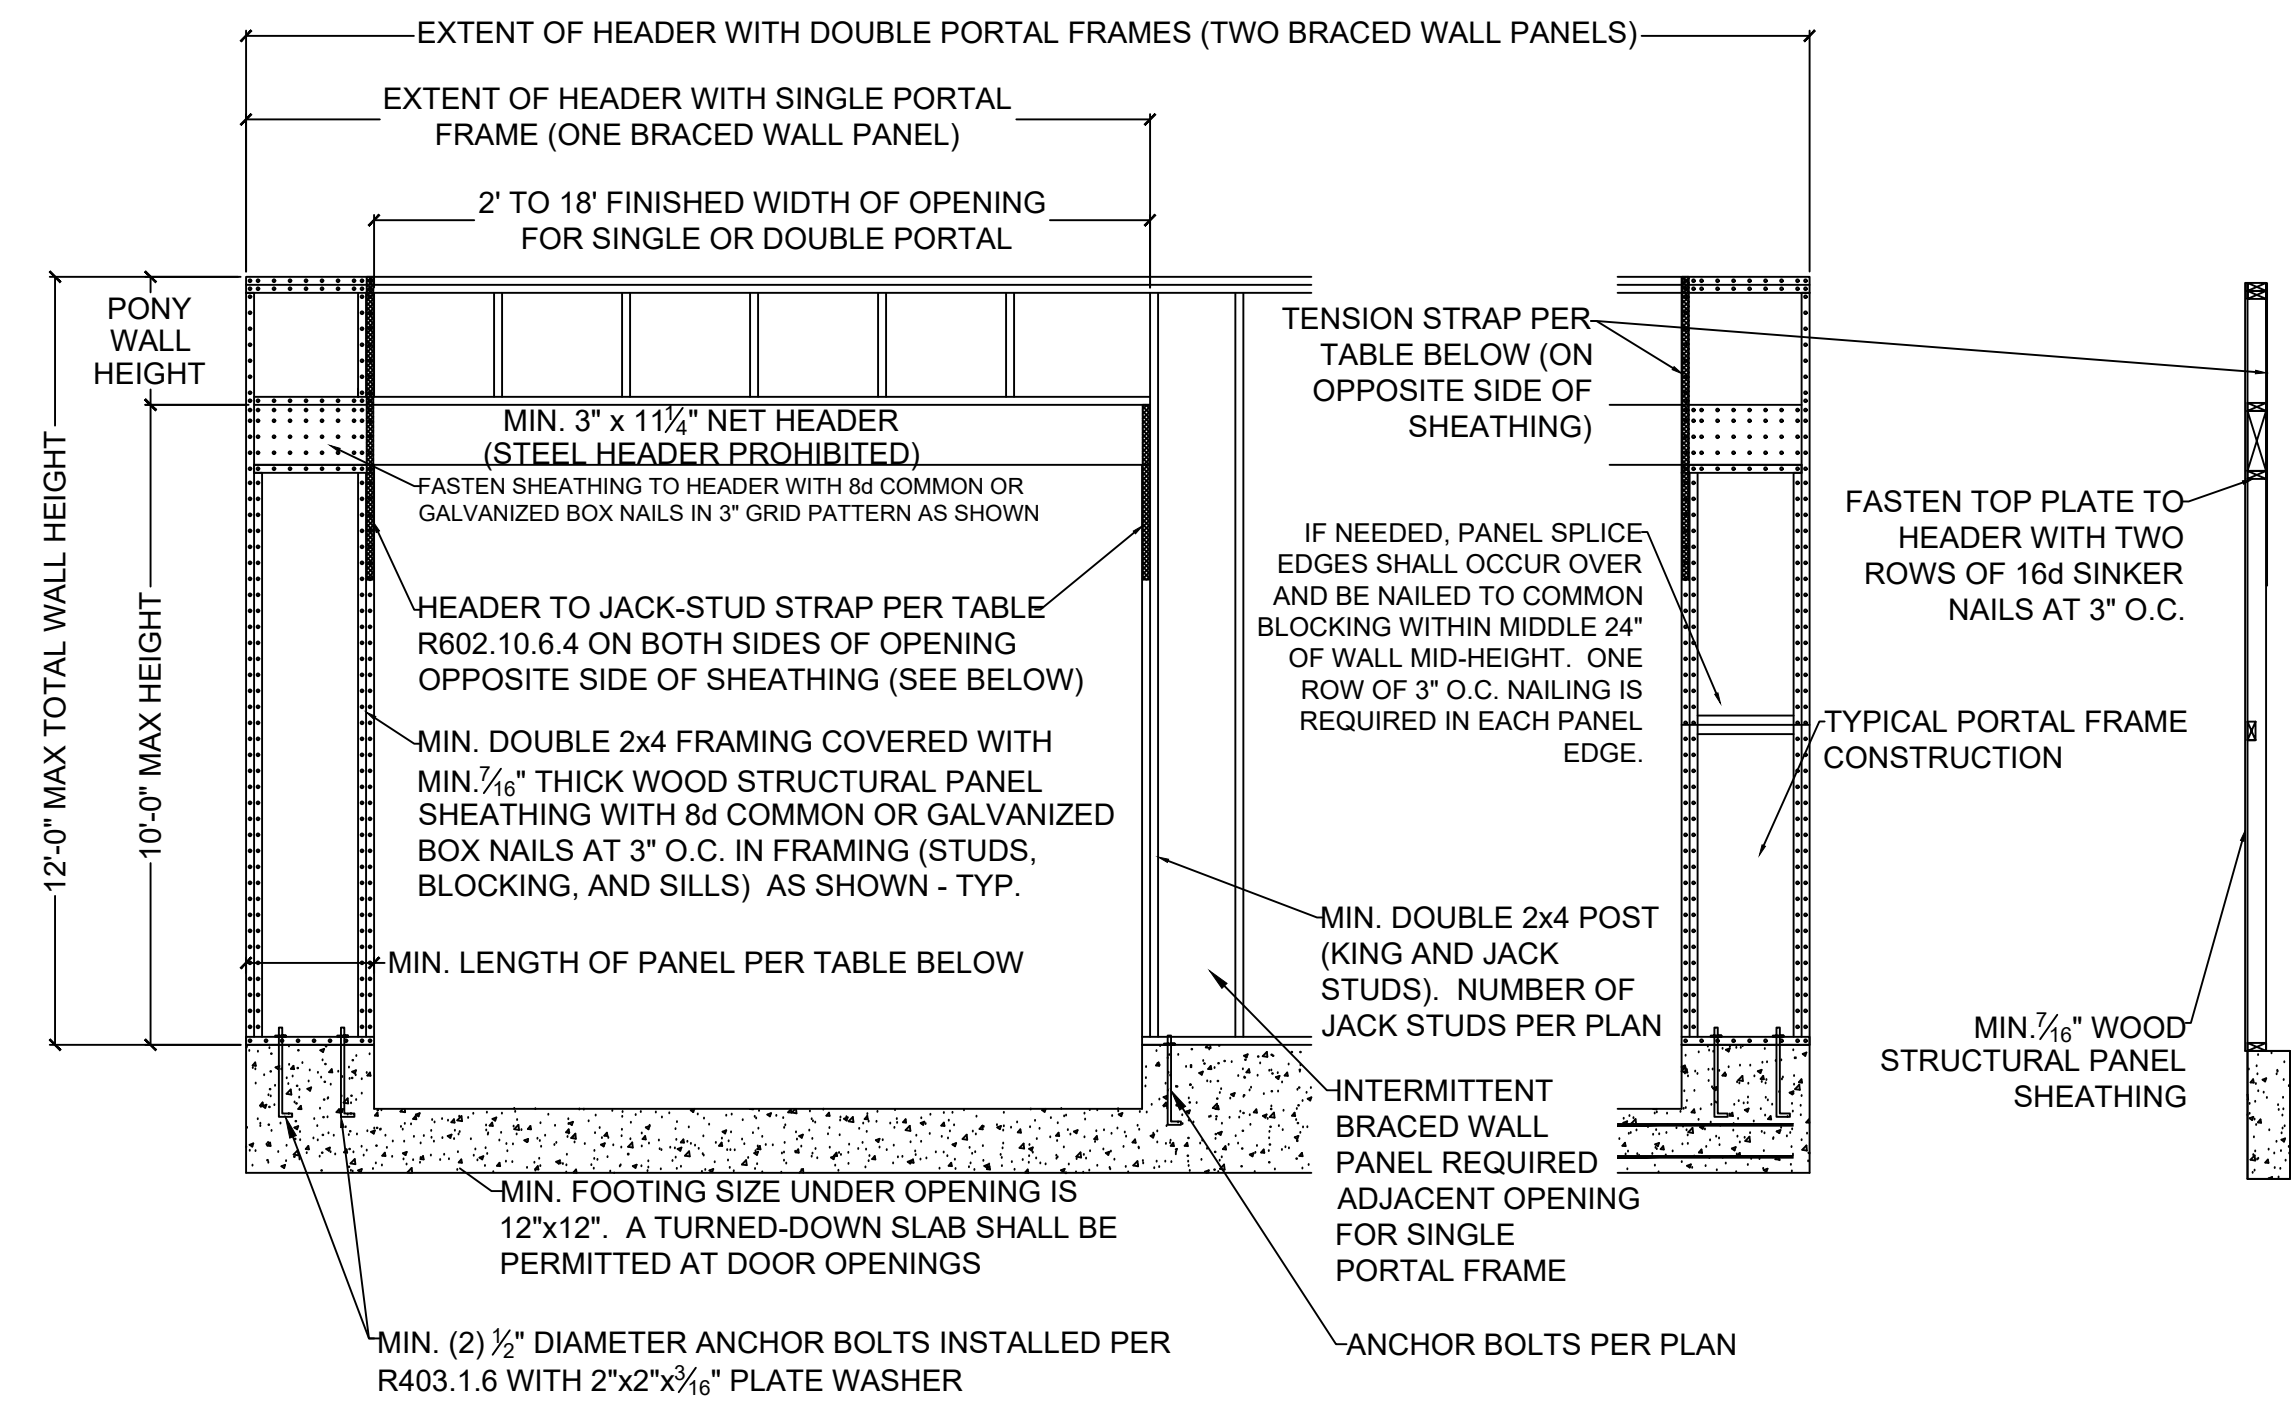 EXTENT OF HEADER WITH DOUBLE PORTAL FRAMES (TWO BRACED WALL PANELS)
EXTENT OF HEADER WITH SINGLE PORTAL
FRAME (ONE BRACED WALL PANEL)
2' TO 18' FINISHED WIDTH OF OPENING
FOR SINGLE OR DOUBLE PORTAL
PONY
WALL
HEIGHT
12'-0" MAX TOTAL WALL HEIGHT
10'-0" MAX HEIGHT
MIN. 3" x 11¼" NET HEADER
(STEEL HEADER PROHIBITED)
FASTEN SHEATHING TO HEADER WITH 8d COMMON OR
GALVANIZED BOX NAILS IN 3" GRID PATTERN AS SHOWN
HEADER TO JACK-STUD STRAP PER TABLE
R602.10.6.4 ON BOTH SIDES OF OPENING
OPPOSITE SIDE OF SHEATHING (SEE BELOW)
MIN. DOUBLE 2x4 FRAMING COVERED WITH
MIN.7⁄16" THICK WOOD STRUCTURAL PANEL
SHEATHING WITH 8d COMMON OR GALVANIZED
BOX NAILS AT 3" O.C. IN FRAMING (STUDS,
BLOCKING, AND SILLS) AS SHOWN - TYP.
MIN. LENGTH OF PANEL PER TABLE BELOW
MIN. FOOTING SIZE UNDER OPENING IS
12"x12". A TURNED-DOWN SLAB SHALL BE
PERMITTED AT DOOR OPENINGS
MIN. (2) ½" DIAMETER ANCHOR BOLTS INSTALLED PER
R403.1.6 WITH 2"x2"x3⁄16" PLATE WASHER
TENSION STRAP PER
TABLE BELOW (ON
OPPOSITE SIDE OF
SHEATHING)
IF NEEDED, PANEL SPLICE
EDGES SHALL OCCUR OVER
AND BE NAILED TO COMMON
BLOCKING WITHIN MIDDLE 24"
OF WALL MID-HEIGHT. ONE
ROW OF 3" O.C. NAILING IS
REQUIRED IN EACH PANEL
EDGE.
MIN. DOUBLE 2x4 POST
(KING AND JACK
STUDS). NUMBER OF
JACK STUDS PER PLAN
INTERMITTENT
BRACED WALL
PANEL REQUIRED
ADJACENT OPENING
FOR SINGLE
PORTAL FRAME
ANCHOR BOLTS PER PLAN
FASTEN TOP PLATE TO
HEADER WITH TWO
ROWS OF 16d SINKER
NAILS AT 3" O.C.
TYPICAL PORTAL FRAME
CONSTRUCTION
MIN.7⁄16" WOOD
STRUCTURAL PANEL
SHEATHING